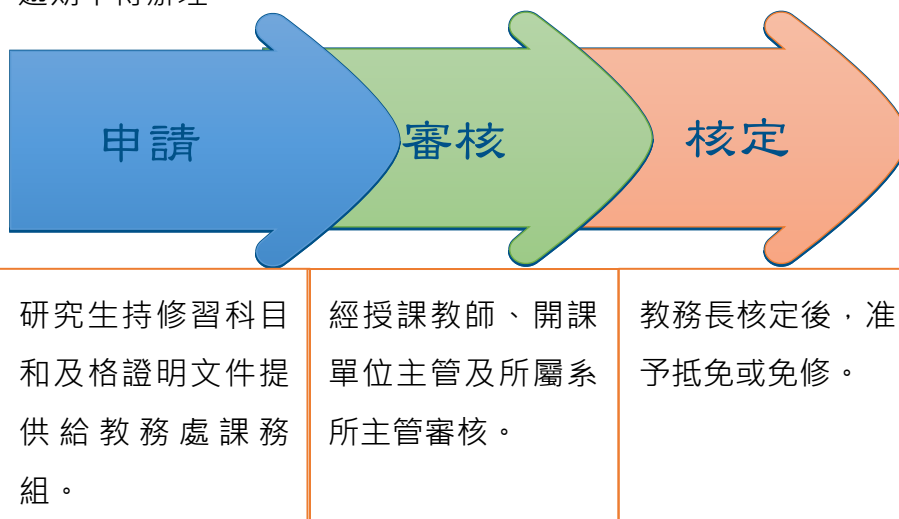 申請
審核
核定
研究生持修習科目
和及格證明文件提
供給教務處課務
組。
經授課教師、開課
單位主管及所屬系
所主管審核。
教務長核定後，准
予抵免或免修。